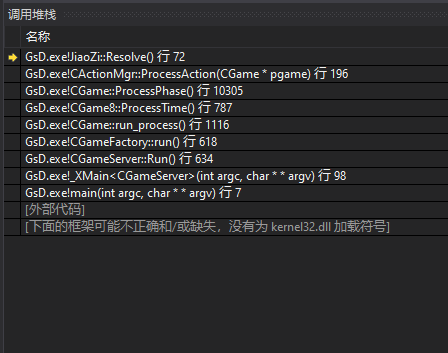 调用堆栈
名称
GsD.exe!JiaoZi::Resolve() 行 72
GsD.exe!CActionMgr::ProcessAction(CGame * pgame) 行 196
GsD.exe!CGame::ProcessPhase() 行 10305
GsD.exe!CGame8::ProcessTime() 行 787
GsD.exe!CGame::run_process() 行 1116
GsD.exe!CGameFactory::run() 行 618
GsD.exe!CGameServer::Run() 行 634
GsD.exe!_XMain<CGameServer>(int argc, char * * argv) 行 98
GsD.exe!main(int argc, char * * argv) 行 7
[外部代码]
[下面的框架可能不正确和/或缺失，没有为 kernel32.dll 加载符号]